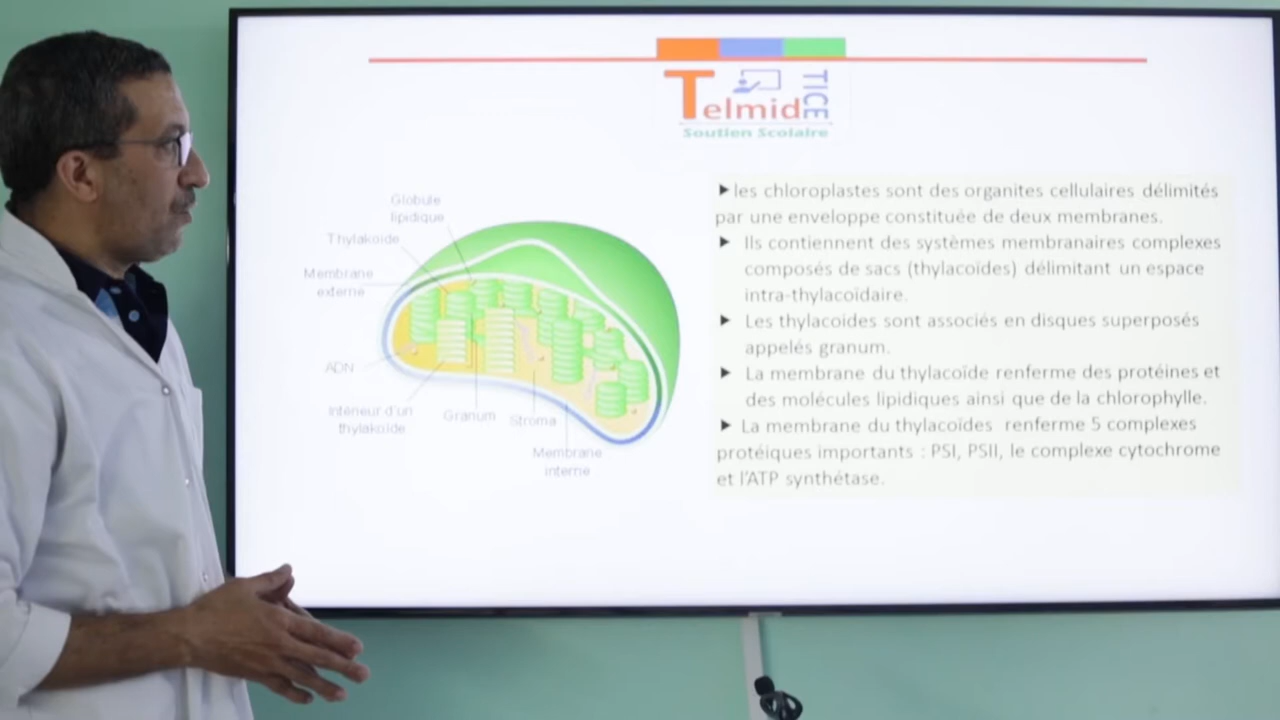 Telmid TICE
Soutien Scolaire
Globule
lipidique
Thylakoïde
Membrane
externe
ADN
Intérieur d'un
thylakoïde
Granum
Stroma
Membrane
interne
►les chloroplastes sont des organites cellulaires délimités
par une enveloppe constituée de deux membranes.
► Ils contiennent des systèmes membranaires complexes
composés de sacs (thylacoïdes) délimitant un espace
intra-thylacoïdaire.
► Les thylacoides sont associés en disques superposés
appelés granum.
► La membrane du thylacoïde renferme des protéines et
des molécules lipidiques ainsi que de la chlorophylle.
► La membrane du thylacoïdes renferme 5 complexes
protéiques importants : PSI, PSII, le complexe cytochrome
et l'ATP synthétase.